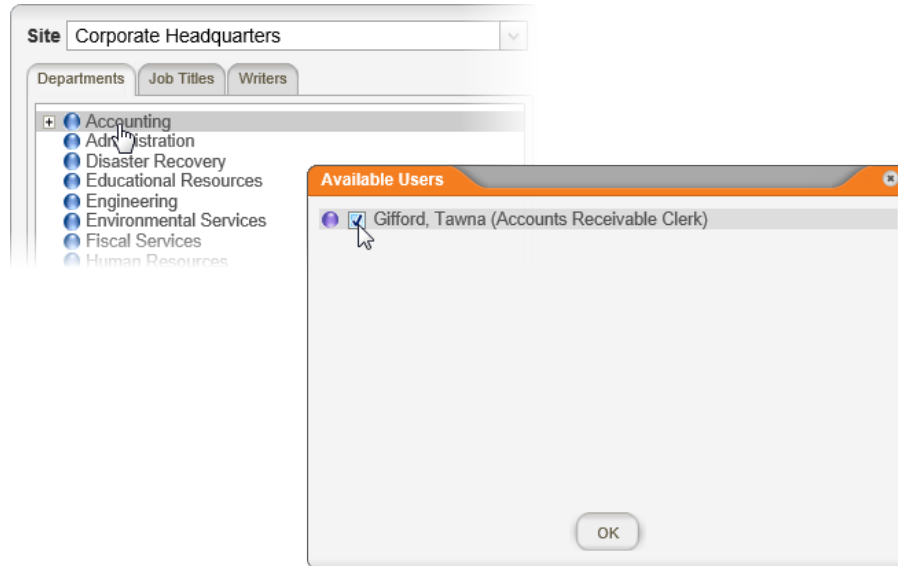 Site Corporate Headquarters
Departments Job Titles Writers
Accounting
Administration
Disaster Recovery
Educational Resources
Engineering
Environmental Services
Fiscal Services
Human Resources
Available Users
Gifford, Tawna (Accounts Receivable Clerk)
OK